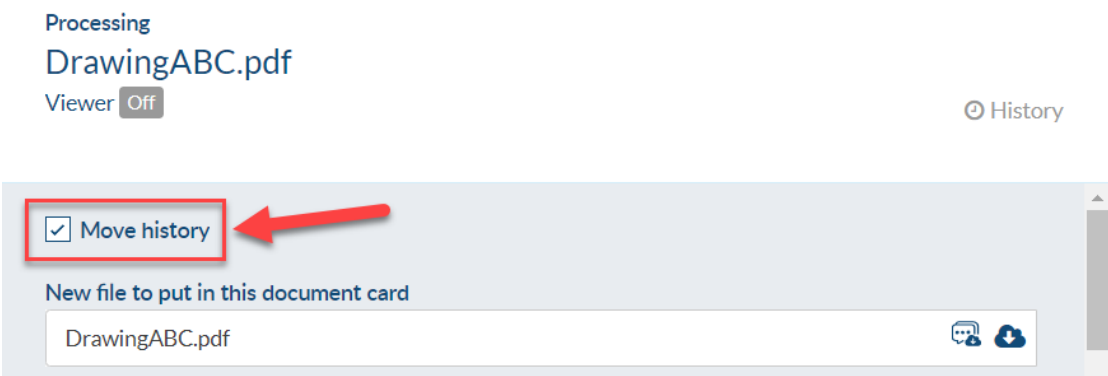 Processing
DrawingABC.pdf
Viewer Off
History
Move history
New file to put in this document card
DrawingABC.pdf